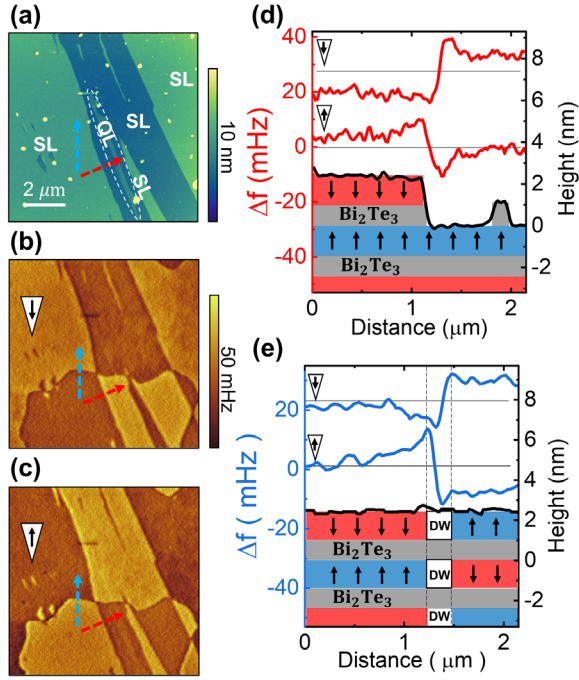 (a)
SL
SL
SL
QL
SL
2 μm
10 nm
(b)
50 mHz
(c)
(d)
Δf (mHz)
40
20
0
-20
-40
Height (nm)
8
6
4
2
0
-2
Bi2Te3
Bi2Te3
0
1
2
Distance (μm)
(e)
Δf ( mHz)
20
0
-20
-40
Height (nm)
8
6
4
2
0
-2
DW
Bi2Te3
DW
Bi2Te3
DW
0
1
2
Distance ( μm)